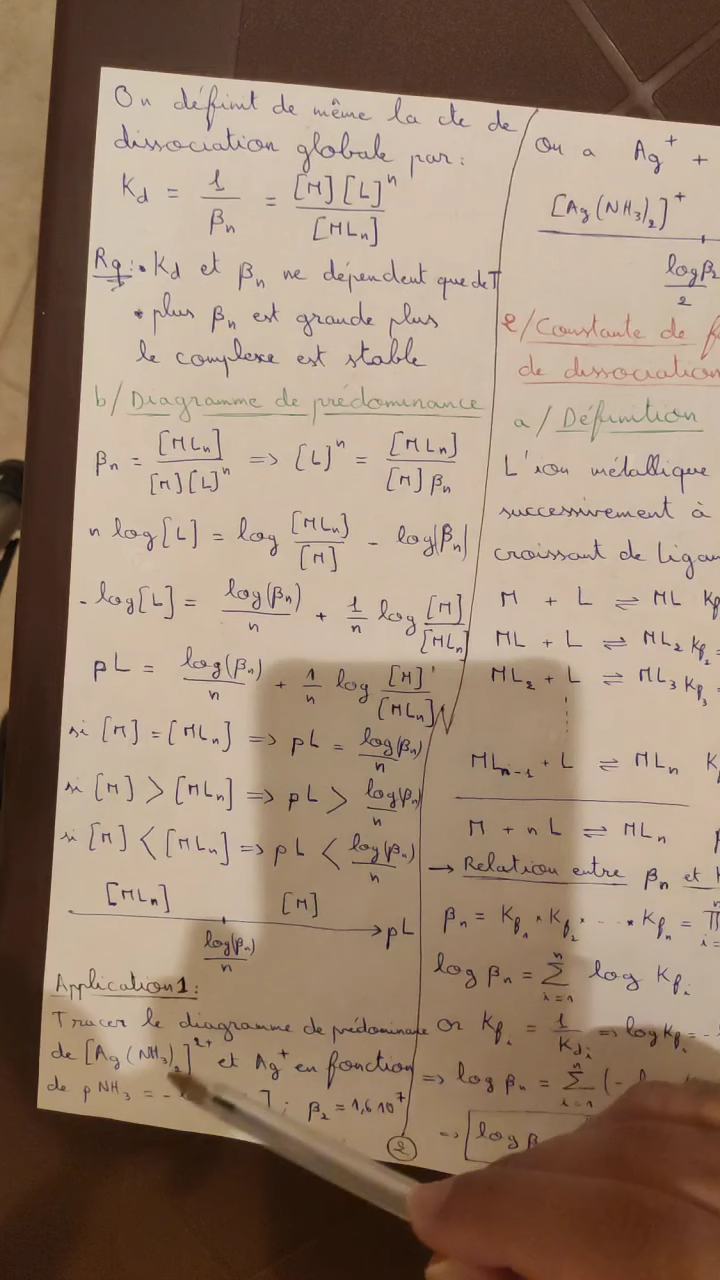 On définit de même la cte de
dissociation globale par:
Kd = 1/βn = [M][L]^n/[MLn]
Rq: • Kd et βn ne dépendent que de T
• plus βn est grande plus
le complexe est stable
b/ Diagramme de prédominance
βn = [MLn]/[M][L]^n => [L]^n = [MLn]/[M]βn
n log[L] = log [MLn]/[M] - log(βn)
-log[L] = log(βn)/n + 1/n log [M]/[MLn]
pL = log(βn)/n + 1/n log [M]/[MLn]
si [M] = [MLn] => pL = log(βn)/n
si [M] > [MLn] => pL > log(βn)/n
si [M] < [MLn] => pL < log(βn)/n
[MLn] [M]
log(βn)/n → pL
Application 1:
Tracer le diagramme de prédominane
de [Ag(NH3)2]^2+ et Ag+ en fonction
de pNH3 = - ] ; β2 = 1,6 10^7
On a Ag+ +
[Ag(NH3)2]+
logβ2/2
2/ Constante de
de dissociation
a/ Définition
L'ion métallique
successivement à
croissant de
M + L ⇌ ML
ML + L ⇌ ML2 Kf2 =
ML2 + L ⇌ ML3 Kf3 =
MLn-1 + L ⇌ MLn
M + nL ⇌ MLn
→ Relation entre βn et
βn = Kf1 × Kf2 × ... × Kfn = ∏ i=1
log βn = Σ i=1 n log Kfi
or Kfi = 1/Kdi => log Kfi = -
=> log βn = Σ i=1 n (-
=> log β
2